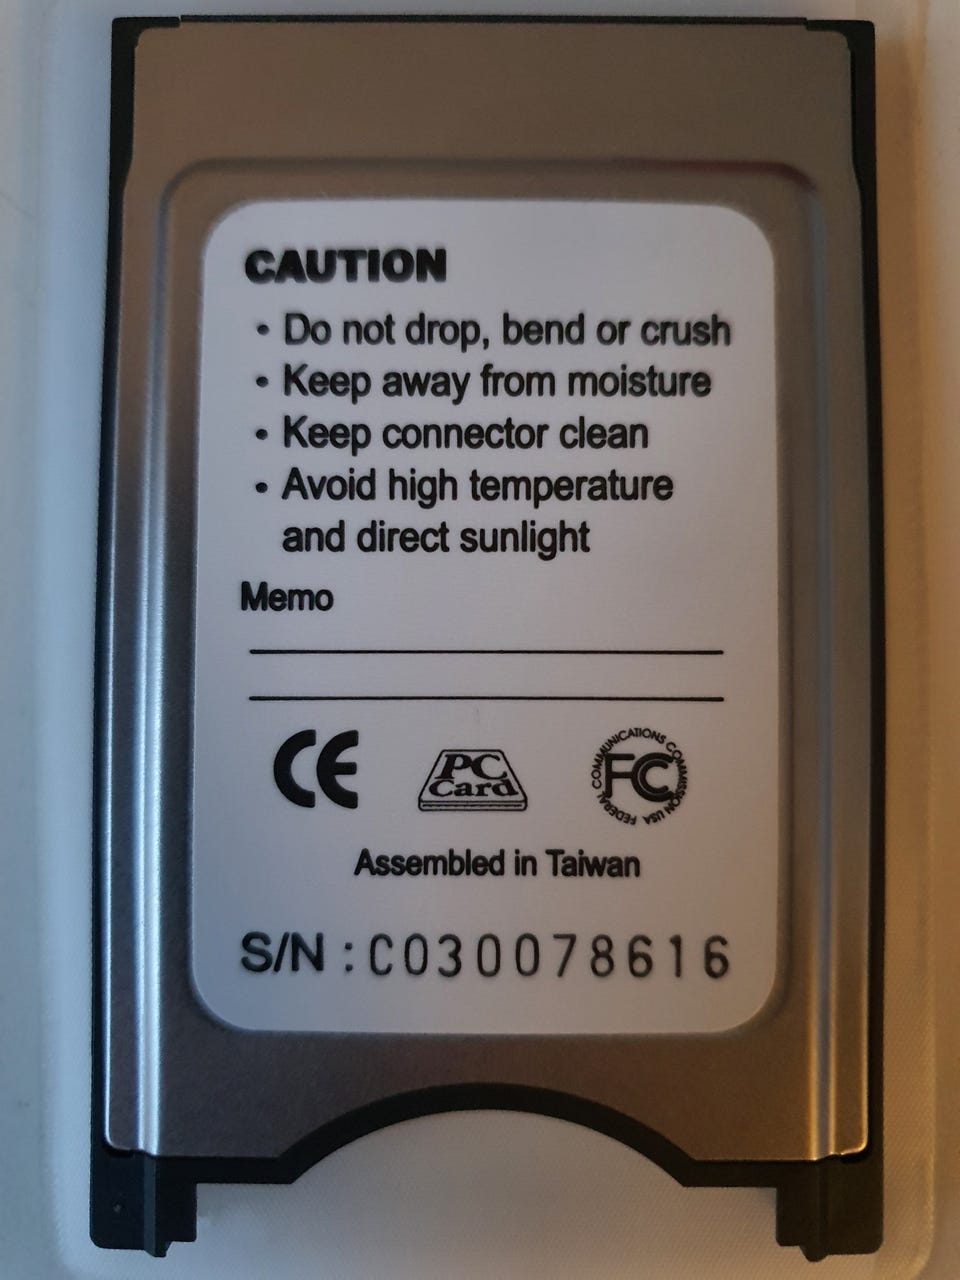 CAUTION
• Do not drop, bend or crush
• Keep away from moisture
• Keep connector clean
• Avoid high temperature
and direct sunlight
Memo
CE
PC
Card
FC
FEDERAL COMMUNICATIONS COMMISSION USA
Assembled in Taiwan
S/N : C030078616